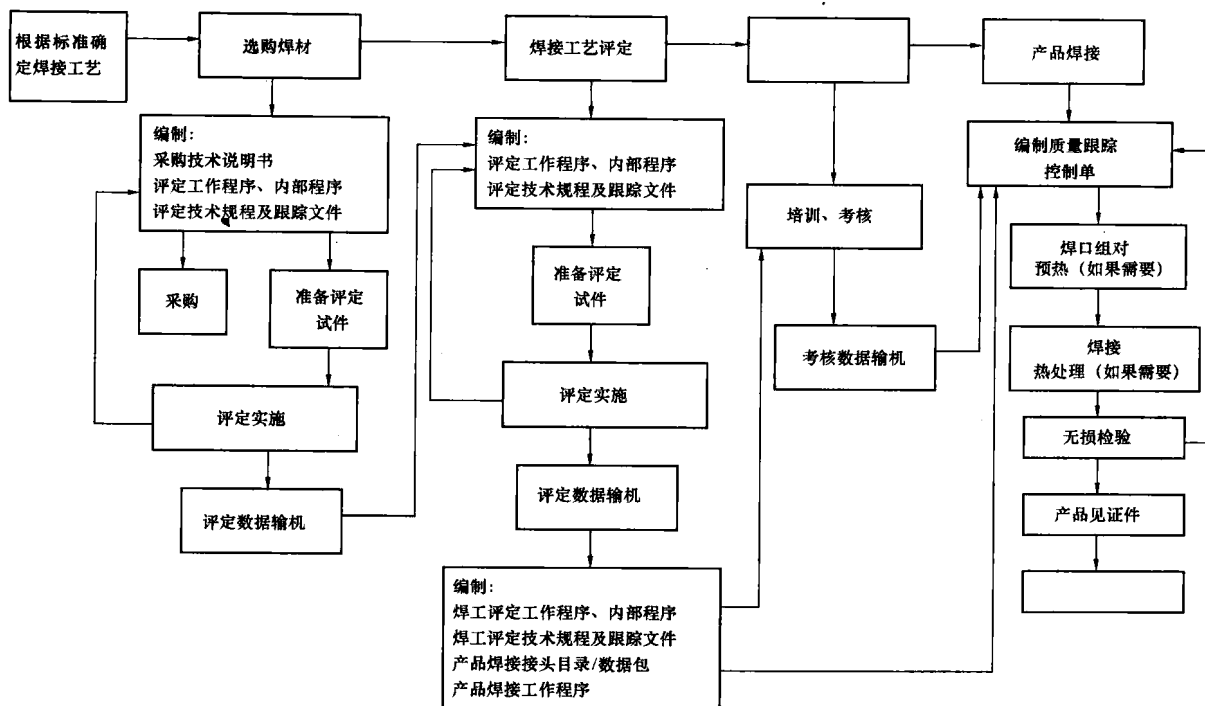 根据标准确
定焊接工艺
选购焊材
焊接工艺评定
产品焊接
编制:
采购技术说明书
评定工作程序、内部程序
评定技术规程及跟踪文件
采购
准备评定
试件
评定实施
评定数据输机
编制:
评定工作程序、内部程序
评定技术规程及跟踪文件
准备评定
试件
评定实施
评定数据输机
编制:
焊工评定工作程序、内部程序
焊工评定技术规程及跟踪文件
产品焊接接头目录/数据包
产品焊接工作程序
培训、考核
考核数据输机
编制质量跟踪
控制单
焊口组对
预热(如果需要)
焊接
热处理(如果需要)
无损检验
产品见证件